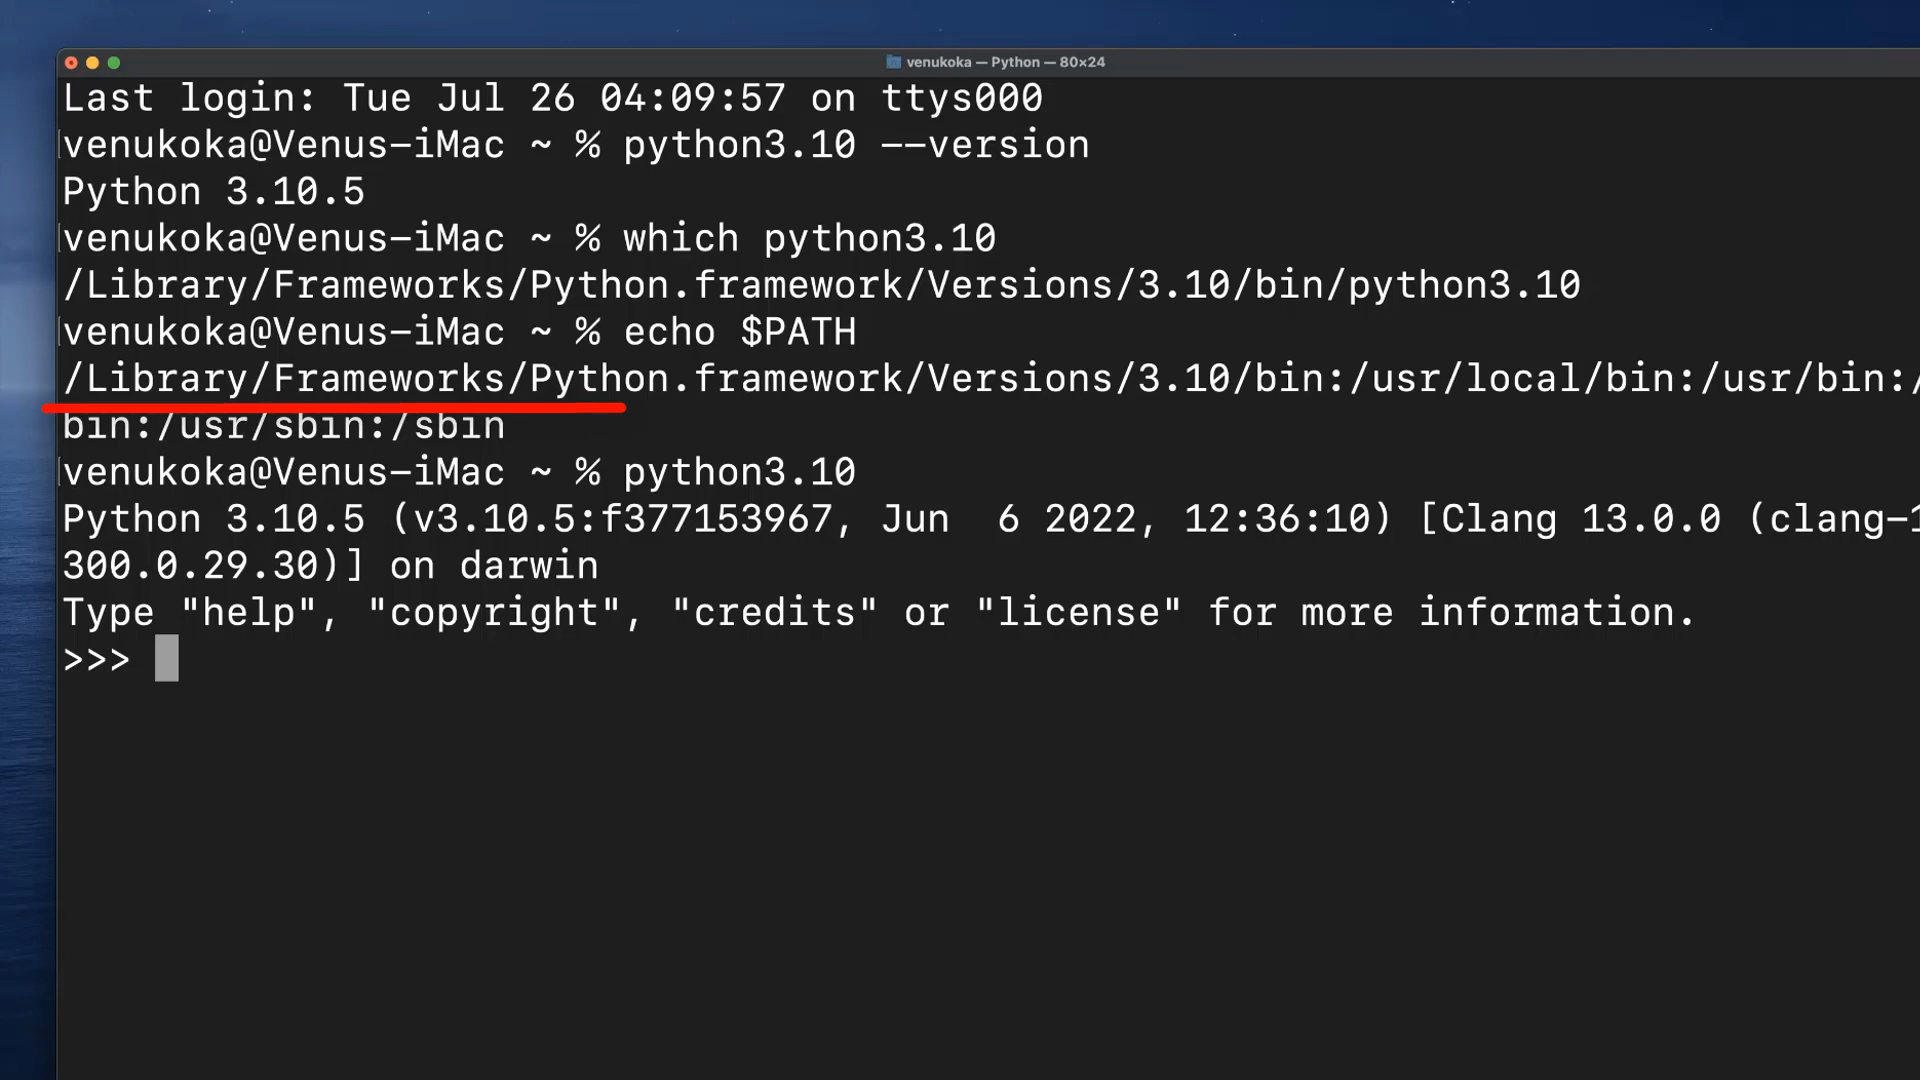 venukoka — Python — 80×24
Last login: Tue Jul 26 04:09:57 on ttys000
venukoka@Venus-iMac ~ % python3.10 --version
Python 3.10.5
venukoka@Venus-iMac ~ % which python3.10
/Library/Frameworks/Python.framework/Versions/3.10/bin/python3.10
venukoka@Venus-iMac ~ % echo $PATH
/Library/Frameworks/Python.framework/Versions/3.10/bin:/usr/local/bin:/usr/bin:/
bin:/usr/sbin:/sbin
venukoka@Venus-iMac ~ % python3.10
Python 3.10.5 (v3.10.5:f377153967, Jun  6 2022, 12:36:10) [Clang 13.0.0 (clang-1
300.0.29.30)] on darwin
Type "help", "copyright", "credits" or "license" for more information.
>>>